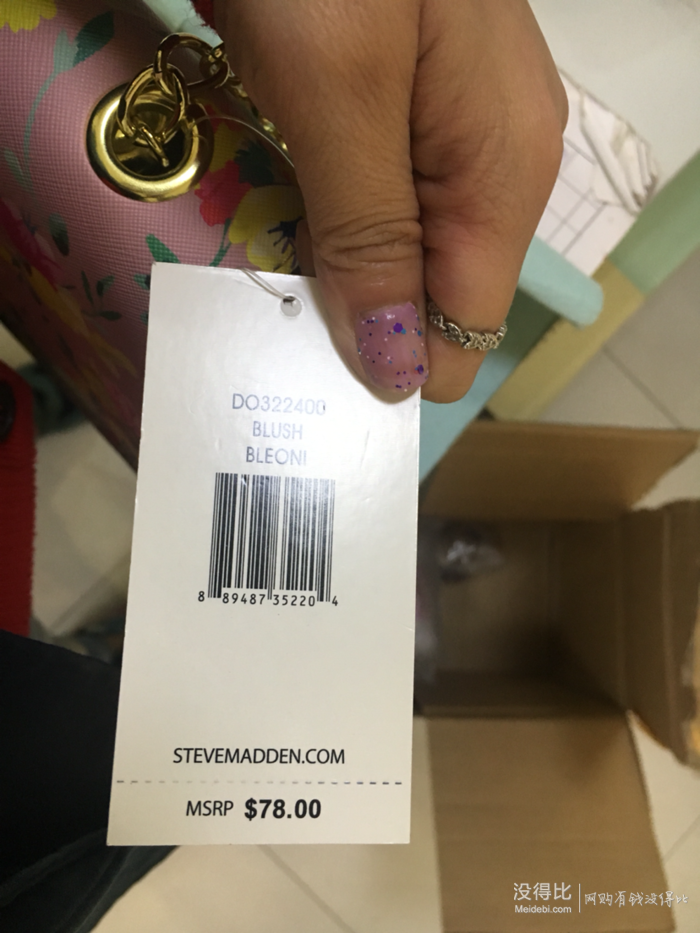 DO322400
BLUSH
BLEONI
8 89487 35220 4
STEVEMADDEN.COM
MSRP $78.00
没得比 网购有钱没得比
Meidebi.com